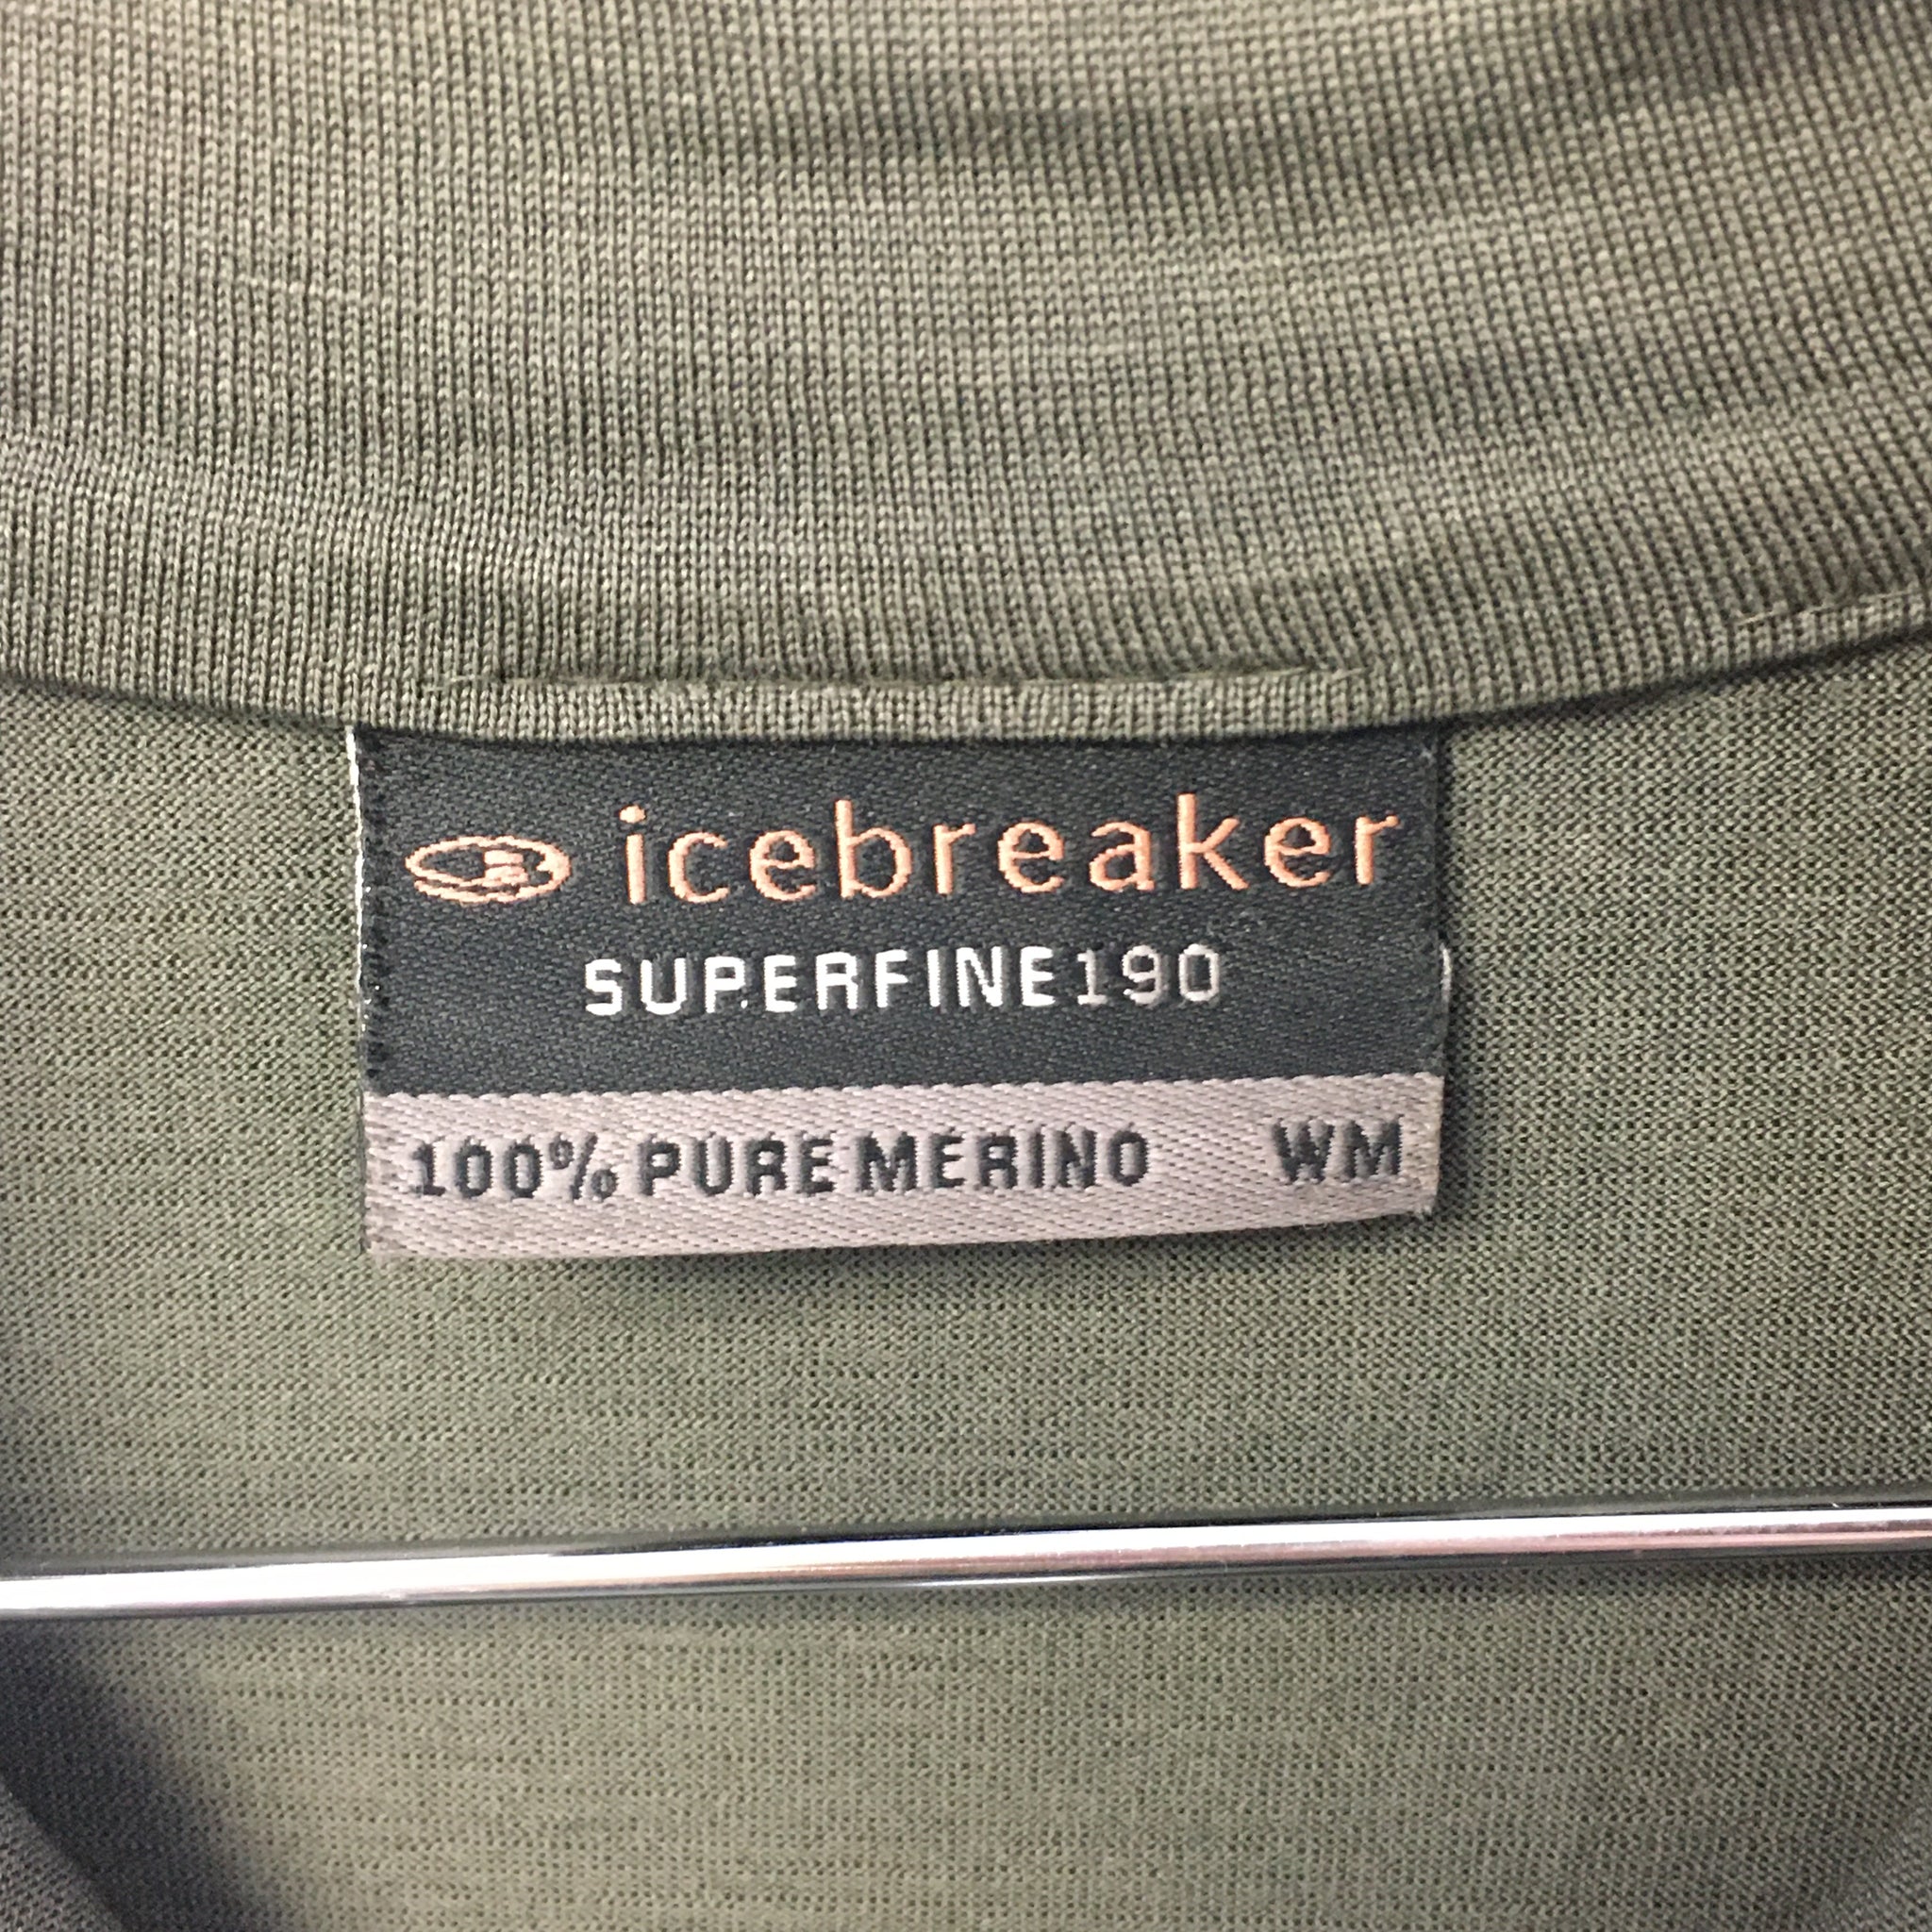 icebreaker
SUPERFINE190
100% PURE MERINO WM